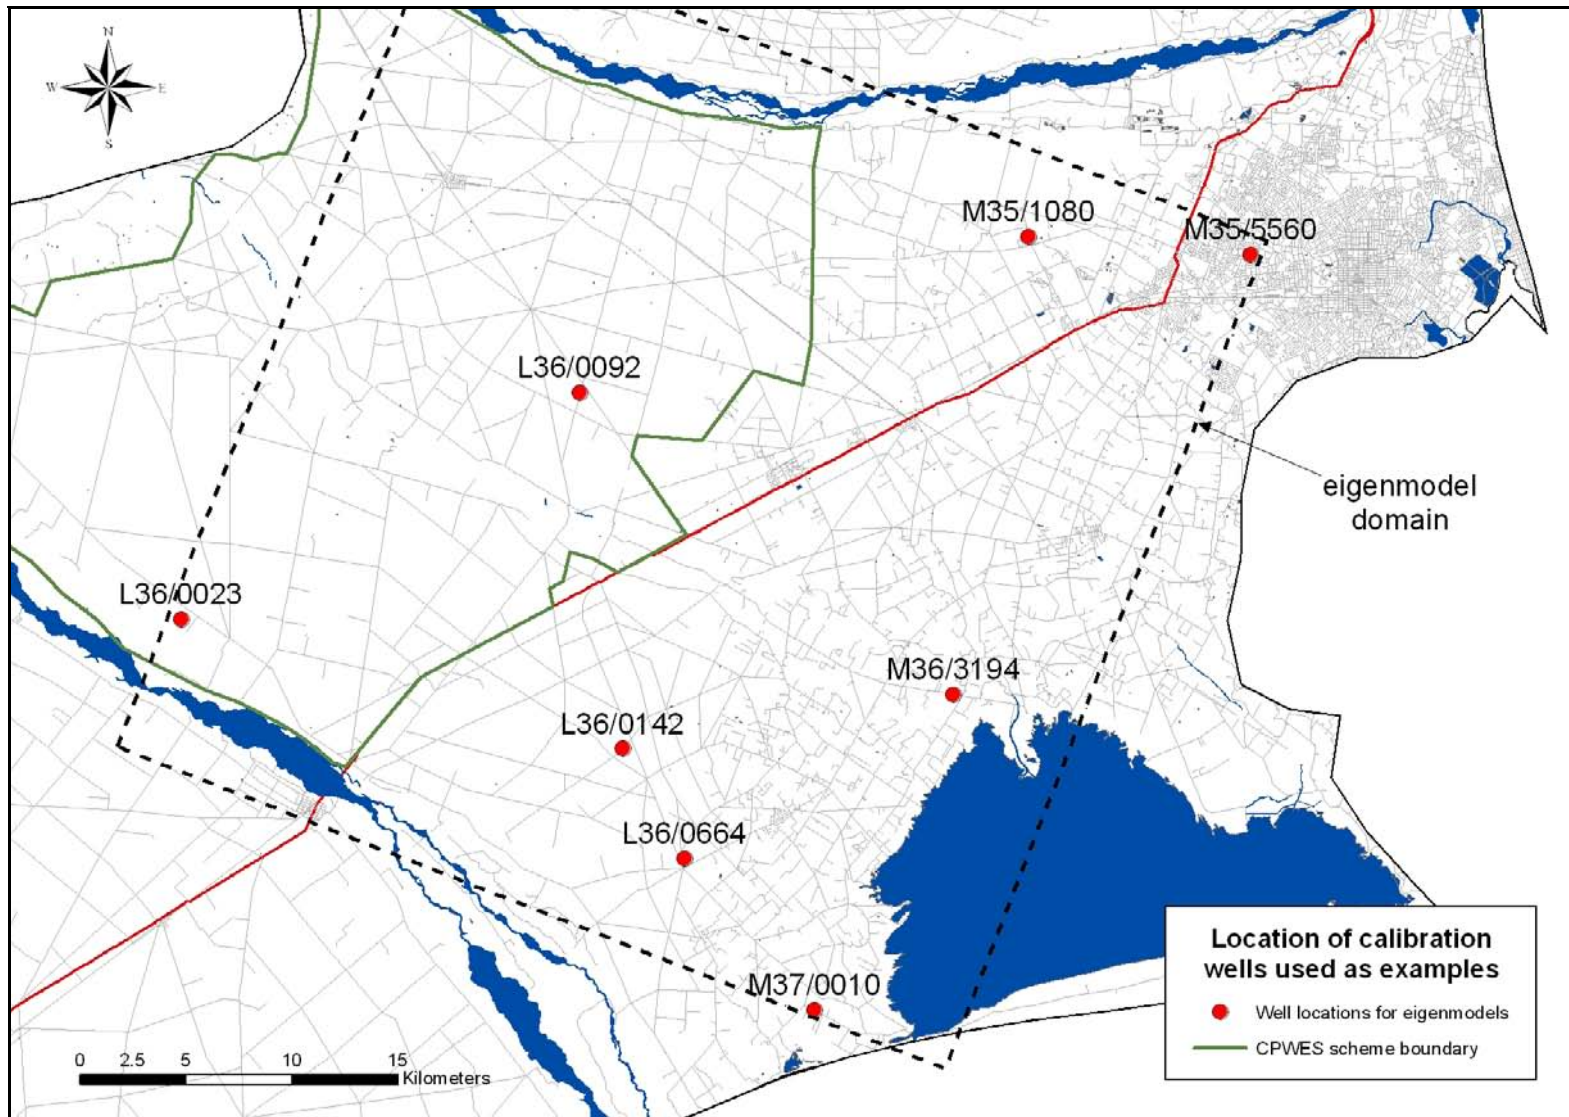 N
W
E
S
M35/1080
M35/5560
L36/0092
eigenmodel
domain
L36/0023
M36/3194
L36/0142
L36/0664
M37/0010
Location of calibration
wells used as examples
Well locations for eigenmodels
CPWES scheme boundary
0 2.5 5 10 15
Kilometers